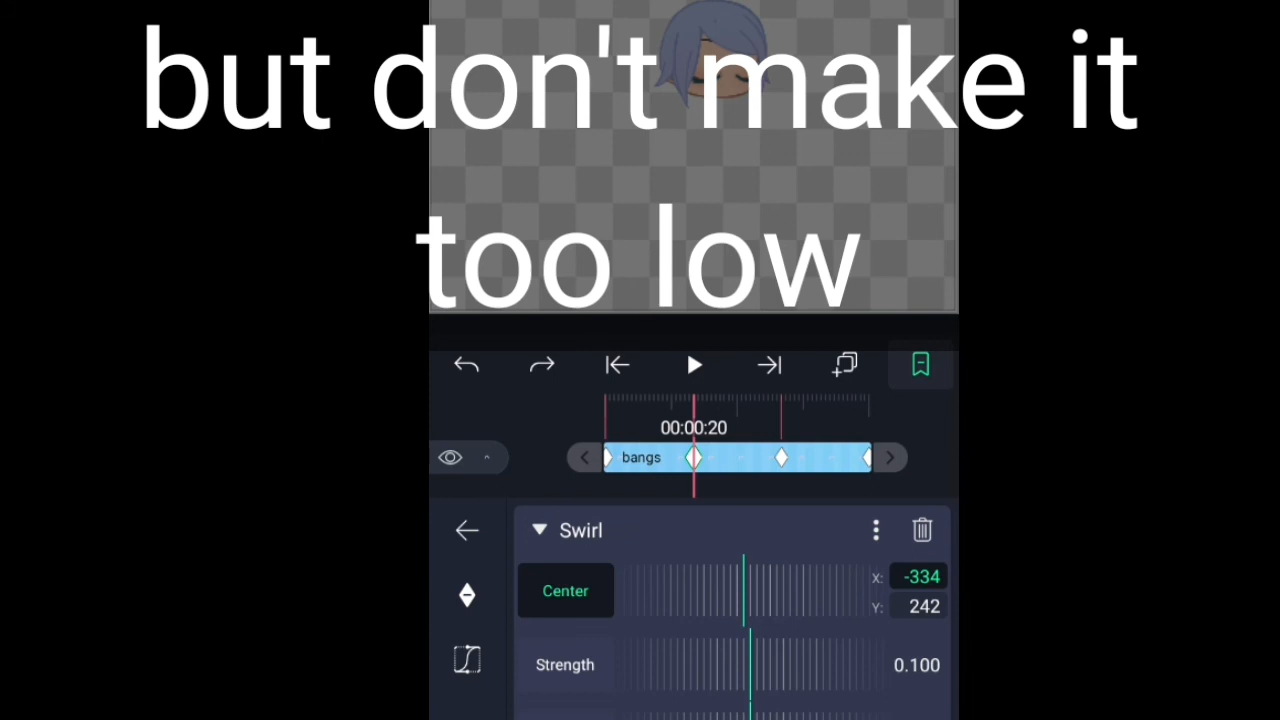 but don't make it
too low
00:00:20
bangs
Swirl
Center
X: -334
Y: 242
Strength
0.100